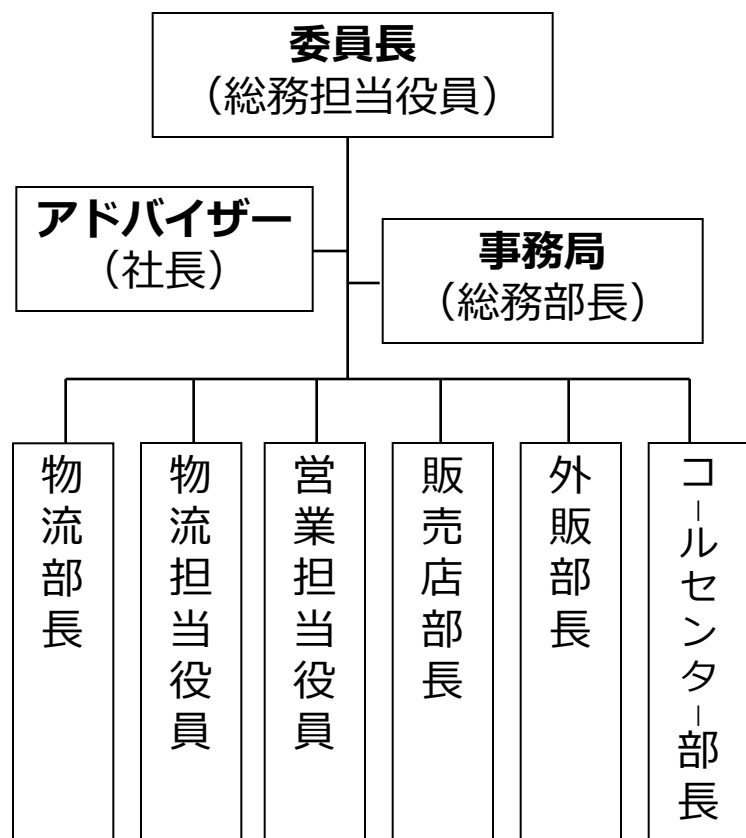 委員長
（総務担当役員）
アドバイザー
（社長）
事務局
（総務部長）
物流部長
物流担当役員
営業担当役員
販売店部長
外販部長
コールセンター部長